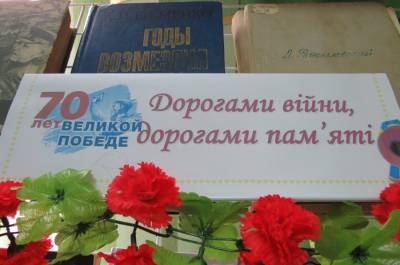 ГОДЫ
ВОЗМЕЗДИЯ
70
лет ВЕЛИКОЙ
ПОБЕДЕ
Дорогами війни,
дорогами пам’яті